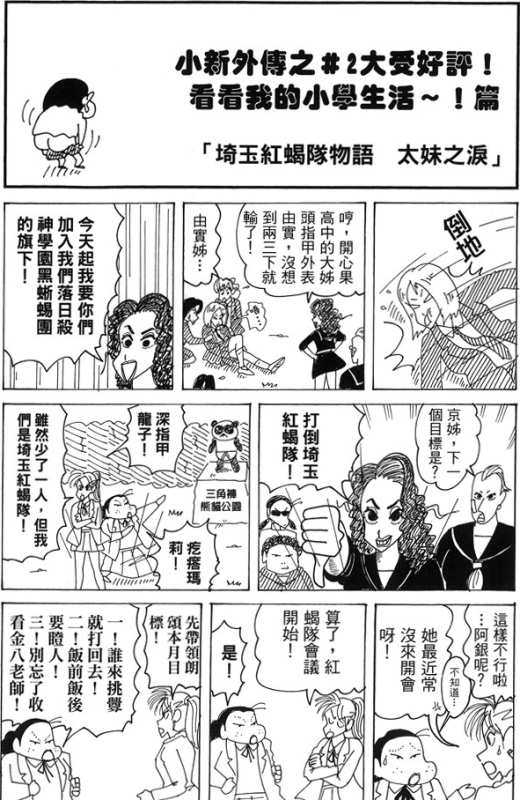 小新外傳之＃2大受好評！
看看我的小學生活～！篇
「埼玉紅蝎隊物語　太妹之淚」
倒地
哼，開心果
高中的大姊
頭指甲外表
由實，沒想
到兩三下就
輸了！
由實姊…
今天起我要你們
加入我們落日殺
神學園黑蜥蝪團
的旗下！
京姊，下一
個目標是？
打倒埼玉
紅蝎隊！
深指甲
龍子！
三角褲
熊貓公園
疙瘩瑪
莉！
雖然少了一人，但我
們是埼玉紅蝎隊！
這樣不行啦
…阿銀呢？
不知道…
她最近常
沒來開會
呀！
算了，紅
蝎隊會議
開始！
是！
先帶領朗
頌本月目
標！
一！誰來挑釁
就打回去！
二！飯前飯後
要瞪人！
三！別忘了收
看金八老師！